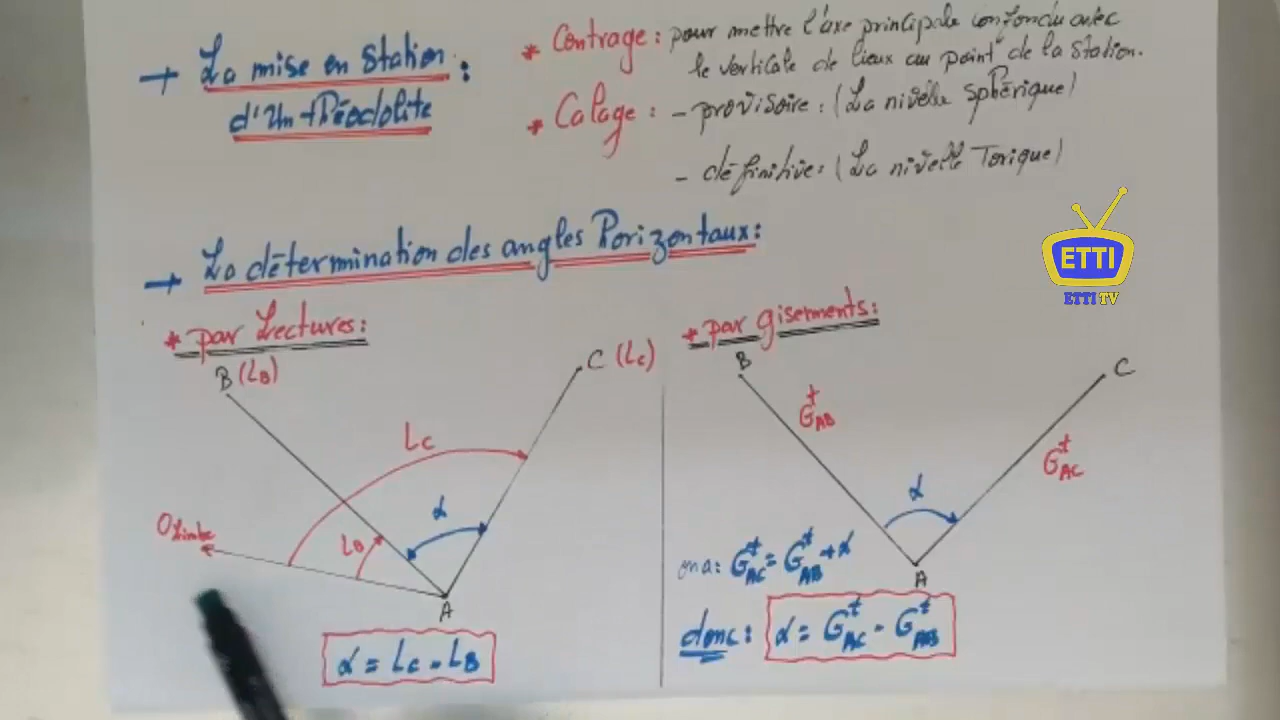 → La mise en Station :
d'Un Théodolite
* Centrage : pour mettre l'axe principale confondu avec
le verticale de lieux au point de la station.
* Calage : - provisoire : (La nivelle sphérique)
- définitive : (La nivelle Torique)
→ La détermination des angles Horizontaux :
* par Lectures :
B (LB)
C (Lc)
Lc
α
LB
O Limbe
A
α = Lc - LB
* par gisements :
B
C
G^t AB
G^t AC
α
A
on a : G^t AC = G^t AB + α
donc : α = G^t AC - G^t AB
ETTI
ETTI TV